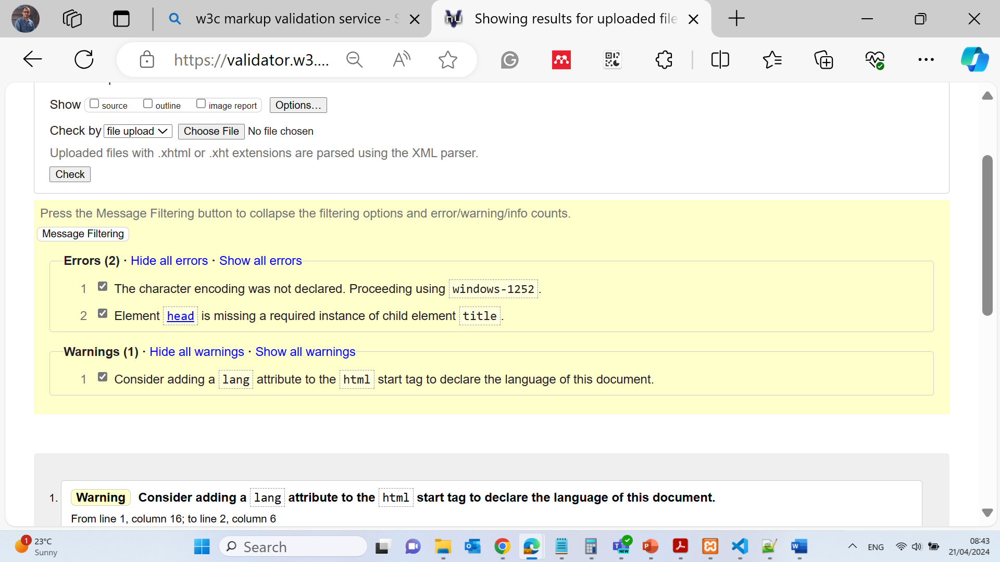 w3c markup validation service - S
Showing results for uploaded file
https://validator.w3....
Show source outline image report Options...
Check by file upload Choose File No file chosen
Uploaded files with .xhtml or .xht extensions are parsed using the XML parser.
Check
Press the Message Filtering button to collapse the filtering options and error/warning/info counts.
Message Filtering
Errors (2) · Hide all errors · Show all errors
1 The character encoding was not declared. Proceeding using windows-1252.
2 Element head is missing a required instance of child element title.
Warnings (1) · Hide all warnings · Show all warnings
1 Consider adding a lang attribute to the html start tag to declare the language of this document.
1. Warning Consider adding a lang attribute to the html start tag to declare the language of this document.
From line 1, column 16; to line 2, column 6
1
23°C
Sunny
Search
NEW
ENG
08:43
21/04/2024